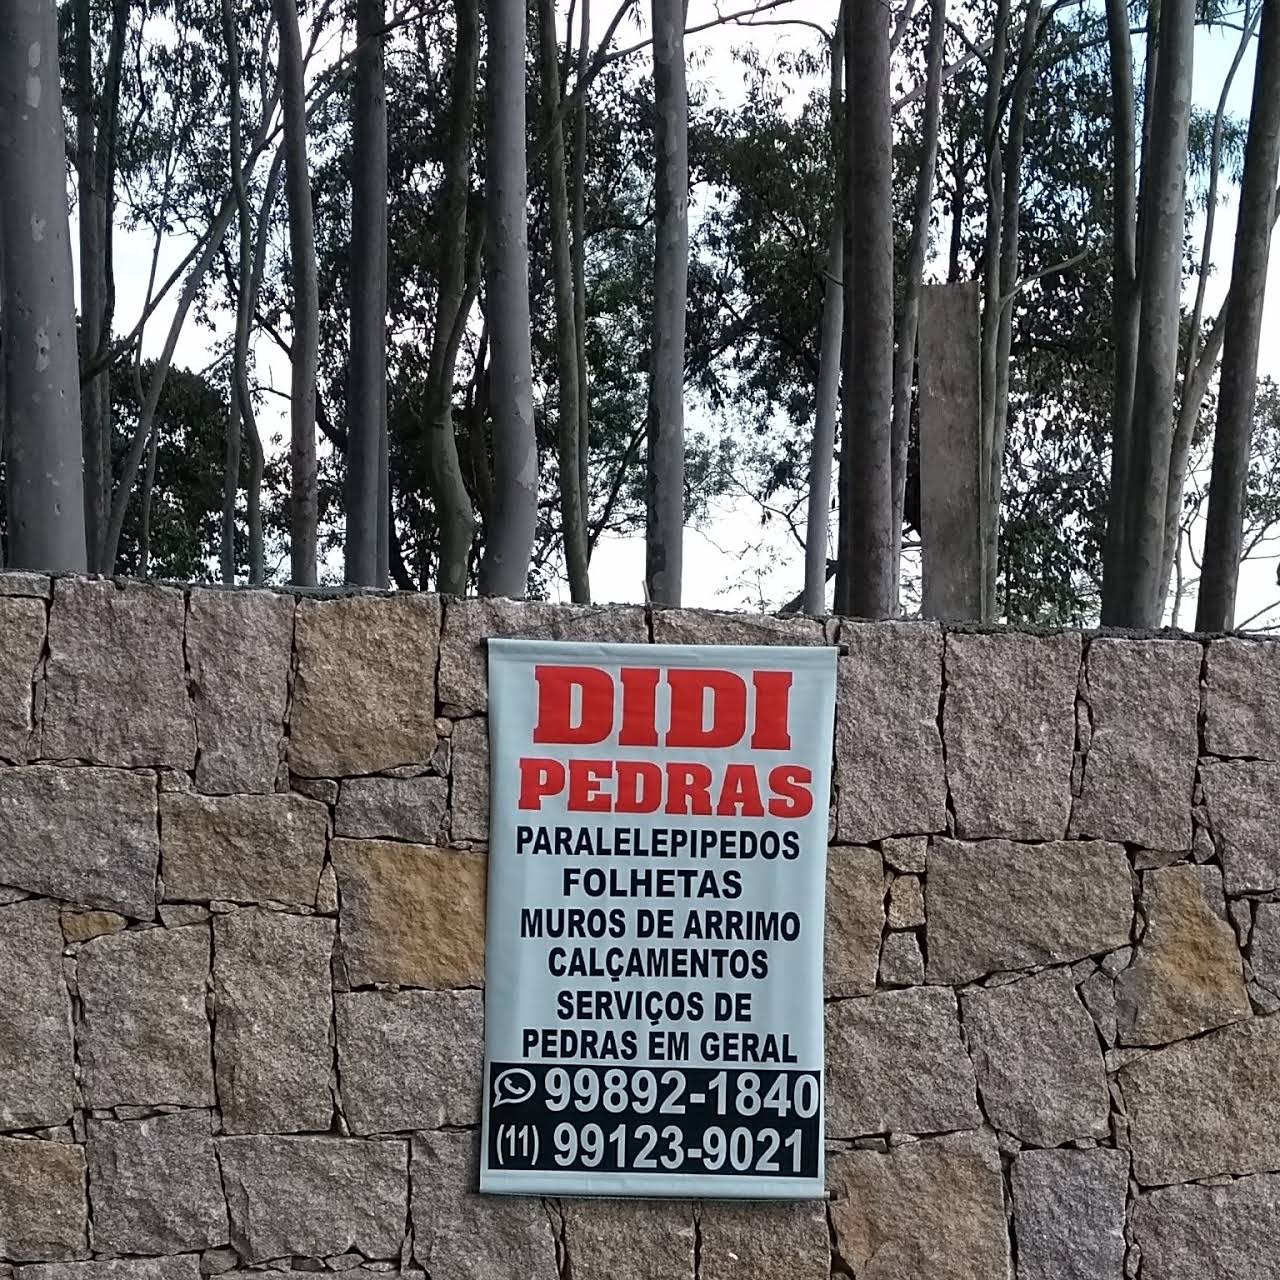 DIDI
PEDRAS
PARALELEPIPEDOS
FOLHETAS
MUROS DE ARRIMO
CALÇAMENTOS
SERVIÇOS DE
PEDRAS EM GERAL
99892-1840
(11) 99123-9021